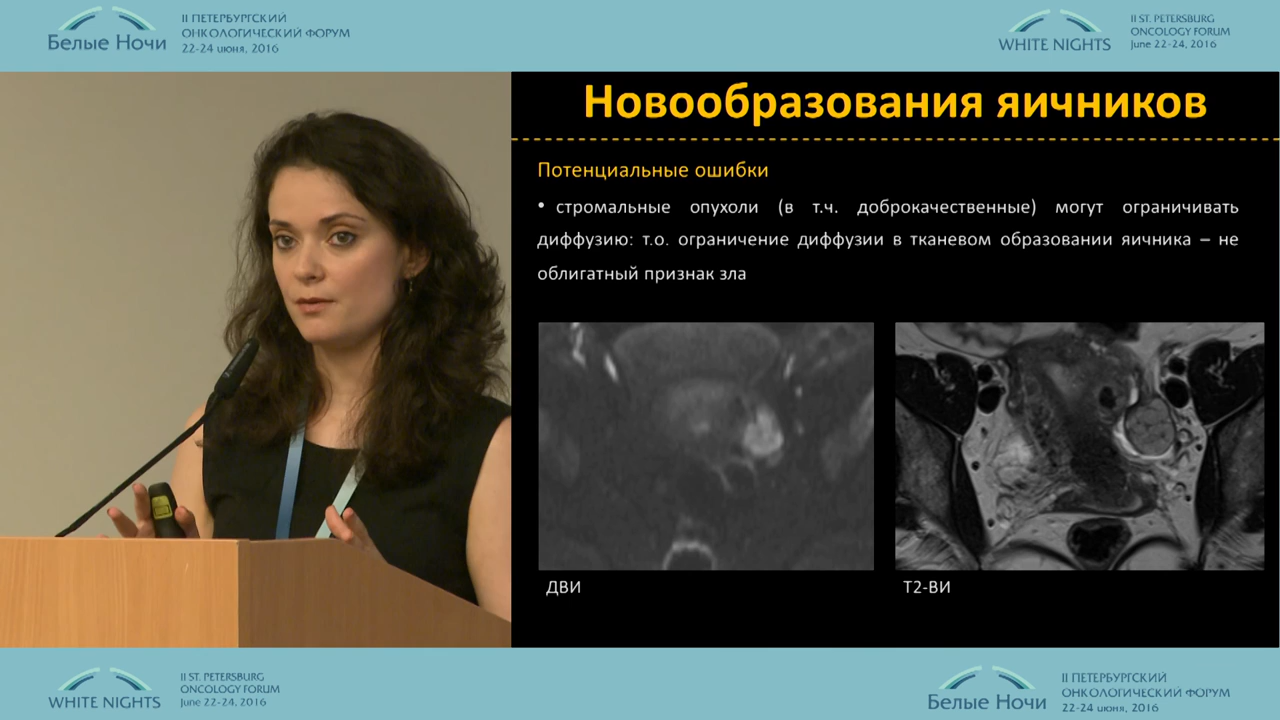 Белые Ночи
II ПЕТЕРБУРГСКИЙ
ОНКОЛОГИЧЕСКИЙ ФОРУМ
22-24 июня, 2016
WHITE NIGHTS
II ST. PETERSBURG
ONCOLOGY FORUM
June 22-24, 2016
Новообразования яичников
Потенциальные ошибки
• стромальные опухоли (в т.ч. доброкачественные) могут ограничивать
диффузию: т.о. ограничение диффузии в тканевом образовании яичника – не
облигатный признак зла
ДВИ
Т2-ВИ
WHITE NIGHTS
II ST. PETERSBURG
ONCOLOGY FORUM
June 22-24, 2016
Белые Ночи
II ПЕТЕРБУРГСКИЙ
ОНКОЛОГИЧЕСКИЙ ФОРУМ
22-24 июня, 2016